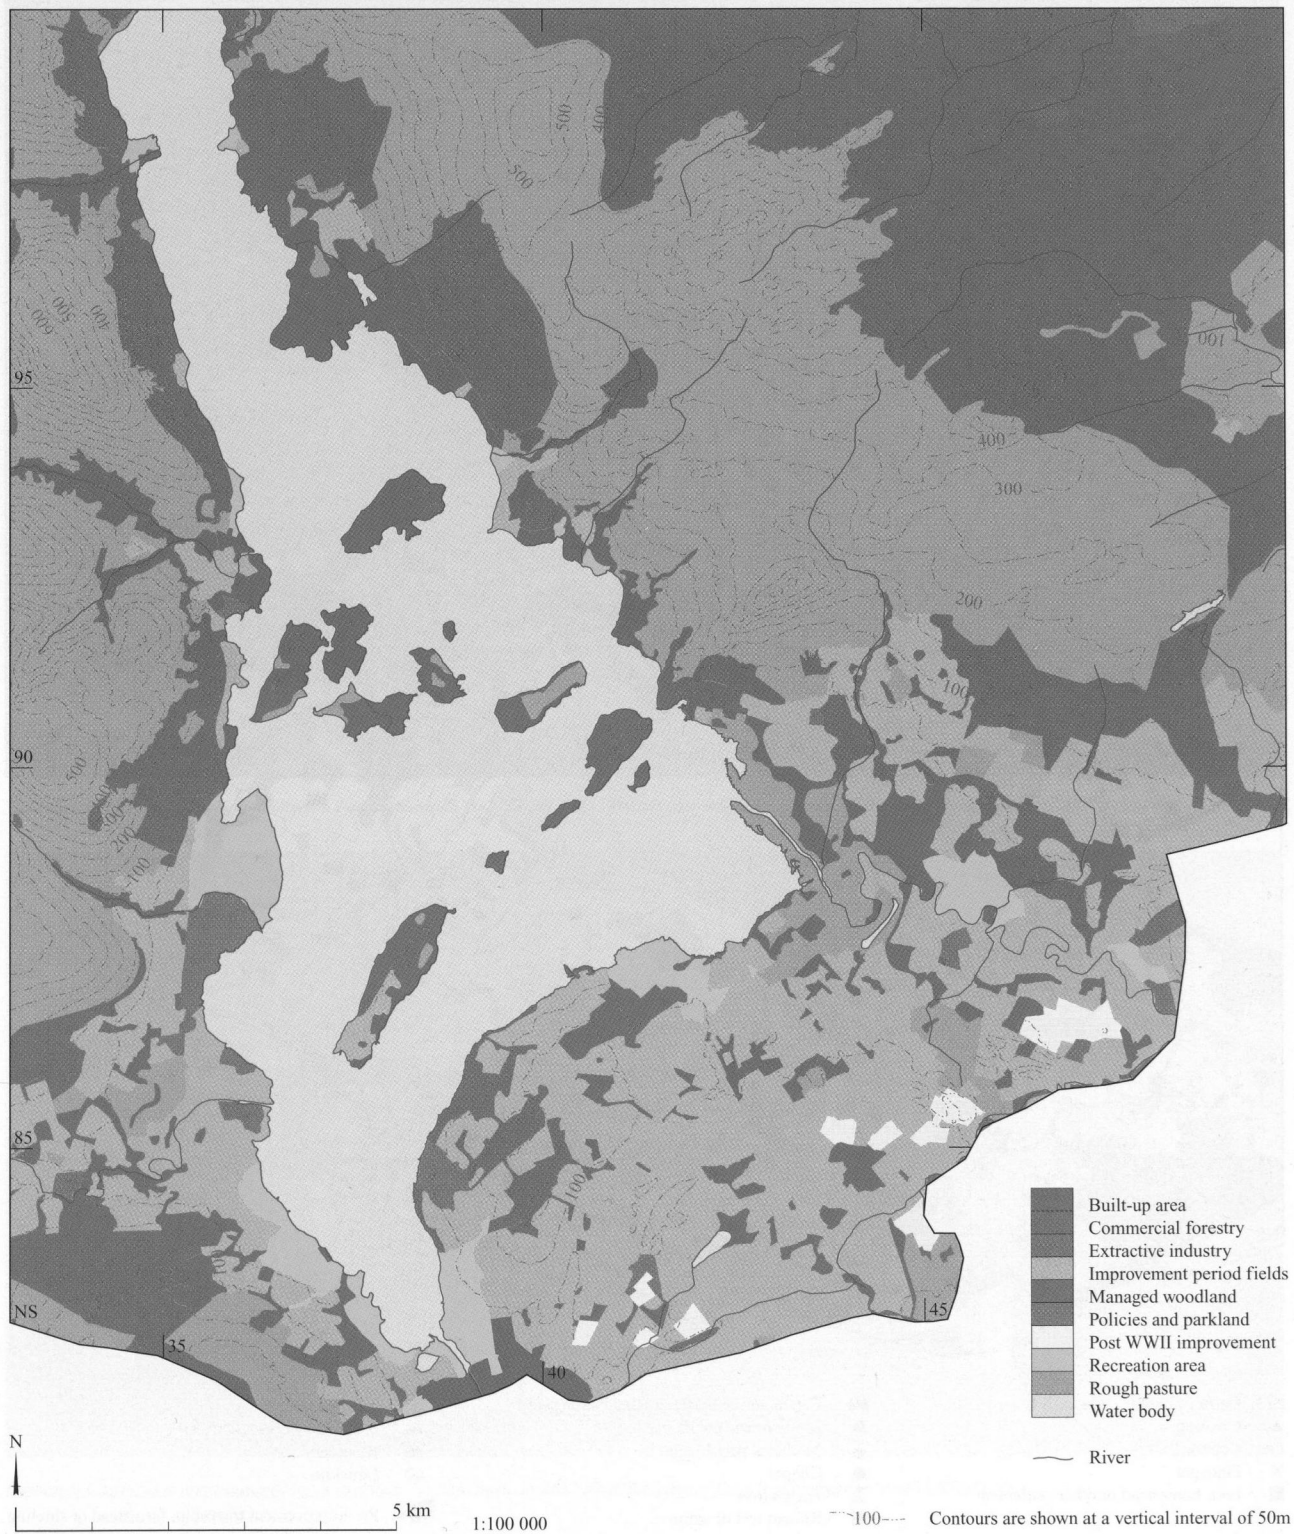 500
400
500
600
500
400
100
95
400
300
200
100
90
500
200
100
85
100
100
NS
35
40
45
Built-up area
Commercial forestry
Extractive industry
Improvement period fields
Managed woodland
Policies and parkland
Post WWII improvement
Recreation area
Rough pasture
Water body
River
N
5 km
1:100 000
100 Contours are shown at a vertical interval of 50m